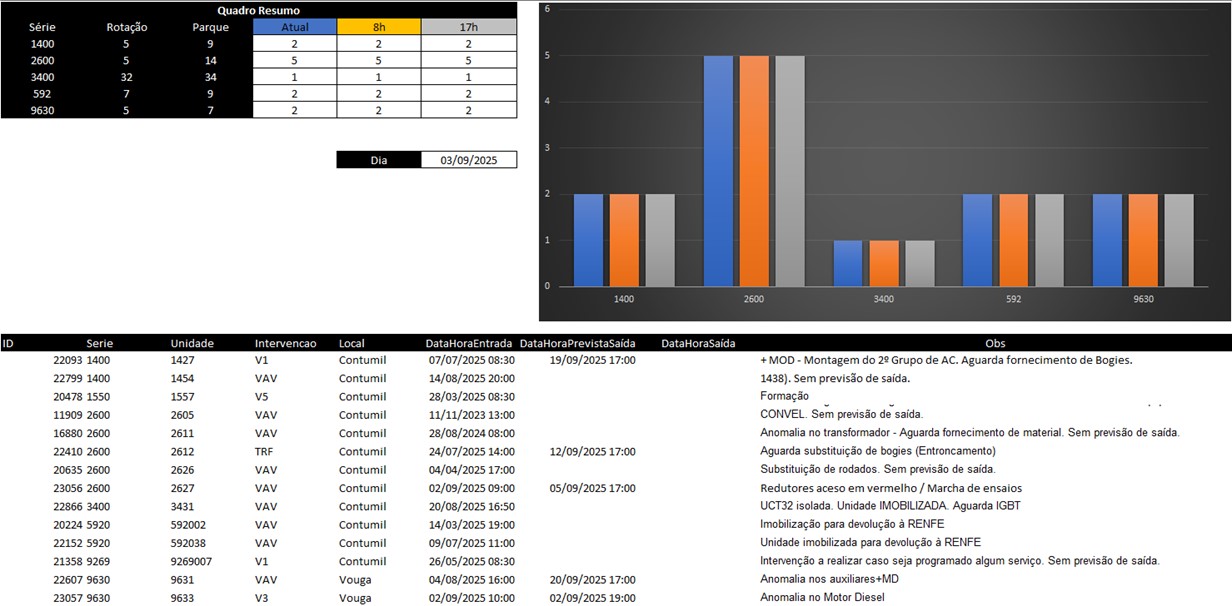 Quadro Resumo
Série Rotação Parque Atual 8h 17h
1400 5 9 2 2 2
2600 5 14 5 5 5
3400 32 34 1 1 1
592 7 9 2 2 2
9630 5 7 2 2 2
Dia 03/09/2025
6
5
4
3
2
1
0
1400 2600 3400 592 9630
ID Serie Unidade Intervencao Local DataHoraEntrada DataHoraPrevistaSaída DataHoraSaída Obs
22093 1400 1427 V1 Contumil 07/07/2025 08:30 19/09/2025 17:00 + MOD - Montagem do 2º Grupo de AC. Aguarda fornecimento de Bogies.
22799 1400 1454 VAV Contumil 14/08/2025 20:00 1438). Sem previsão de saída.
20478 1550 1557 V5 Contumil 28/03/2025 08:30 Formação
11909 2600 2605 VAV Contumil 11/11/2023 13:00 CONVEL. Sem previsão de saída.
16880 2600 2611 VAV Contumil 28/08/2024 08:00 Anomalia no transformador - Aguarda fornecimento de material. Sem previsão de saída.
22410 2600 2612 TRF Contumil 24/07/2025 14:00 12/09/2025 17:00 Aguarda substituição de bogies (Entroncamento)
20635 2600 2626 VAV Contumil 04/04/2025 17:00 Substituição de rodados. Sem previsão de saída.
23056 2600 2627 VAV Contumil 02/09/2025 09:00 05/09/2025 17:00 Redutores aceso em vermelho / Marcha de ensaios
22866 3400 3431 VAV Contumil 20/08/2025 16:50 UCT32 isolada. Unidade IMOBILIZADA. Aguarda IGBT
20224 5920 592002 VAV Contumil 14/03/2025 19:00 Imobilização para devolução à RENFE
22152 5920 592038 VAV Contumil 09/07/2025 11:00 Unidade imobilizada para devolução à RENFE
21358 9269 9269007 V1 Contumil 26/05/2025 08:30 Intervenção a realizar caso seja programado algum serviço. Sem previsão de saída.
22607 9630 9631 VAV Vouga 04/08/2025 16:00 20/09/2025 17:00 Anomalia nos auxiliares+MD
23057 9630 9633 V3 Vouga 02/09/2025 10:00 02/09/2025 19:00 Anomalia no Motor Diesel